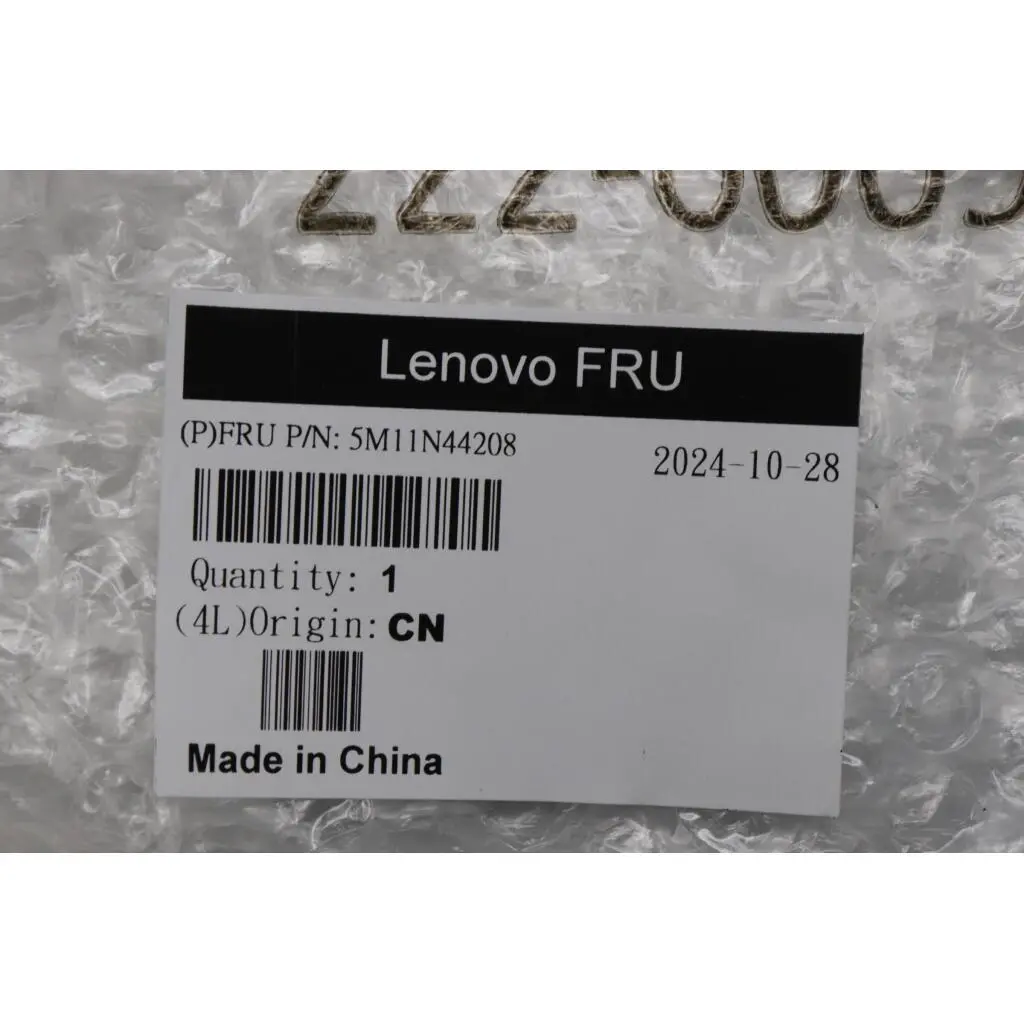 Lenovo FRU
(P)FRU P/N: 5M11N44208
2024-10-28
Quantity: 1
(4L)Origin: CN
Made in China